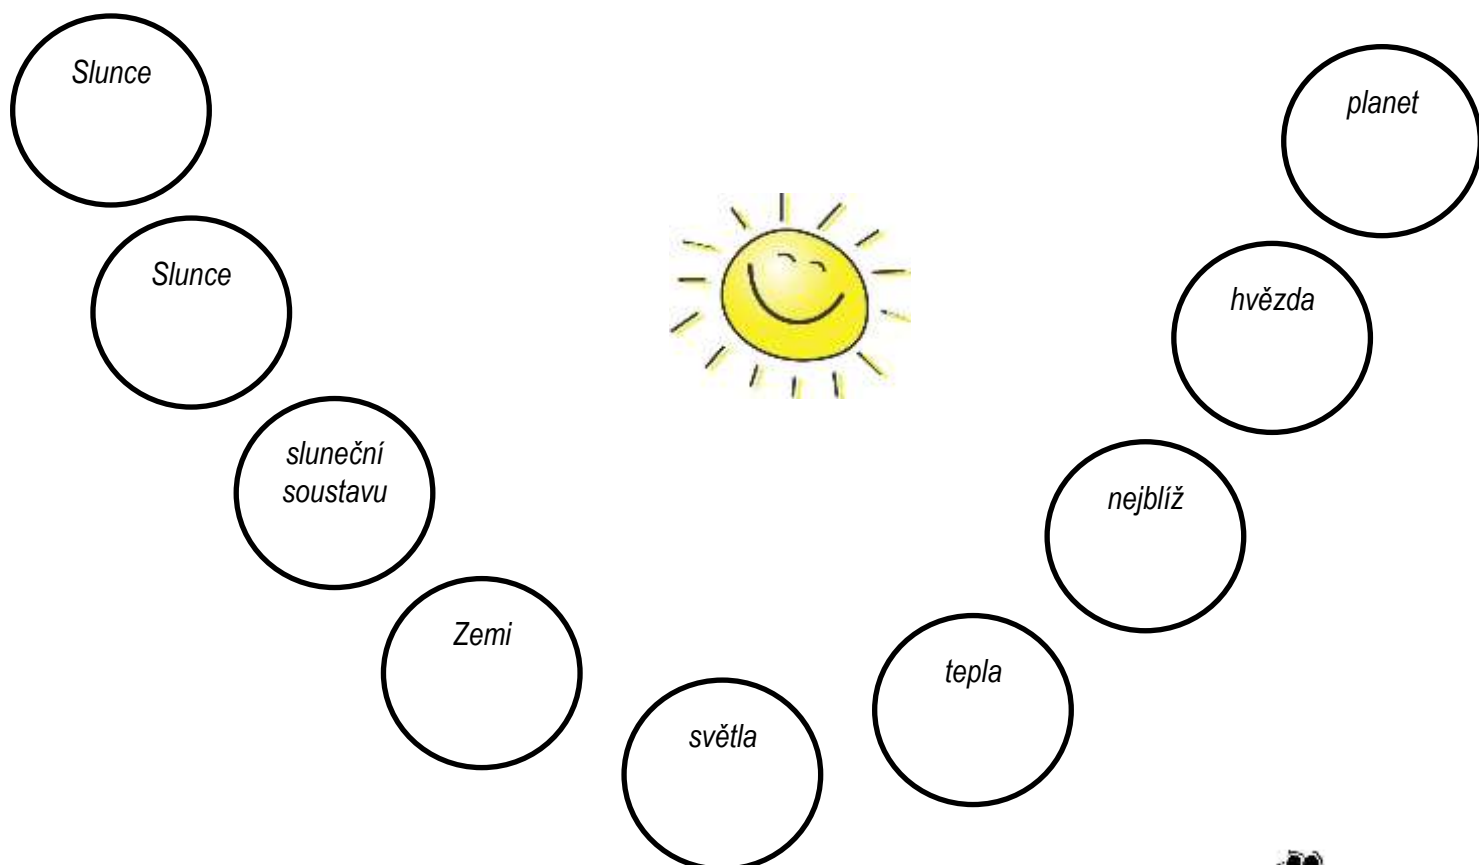 Slunce
planet
Slunce
hvězda
sluneční
soustavu
nejblíž
Zemi
tepla
světla